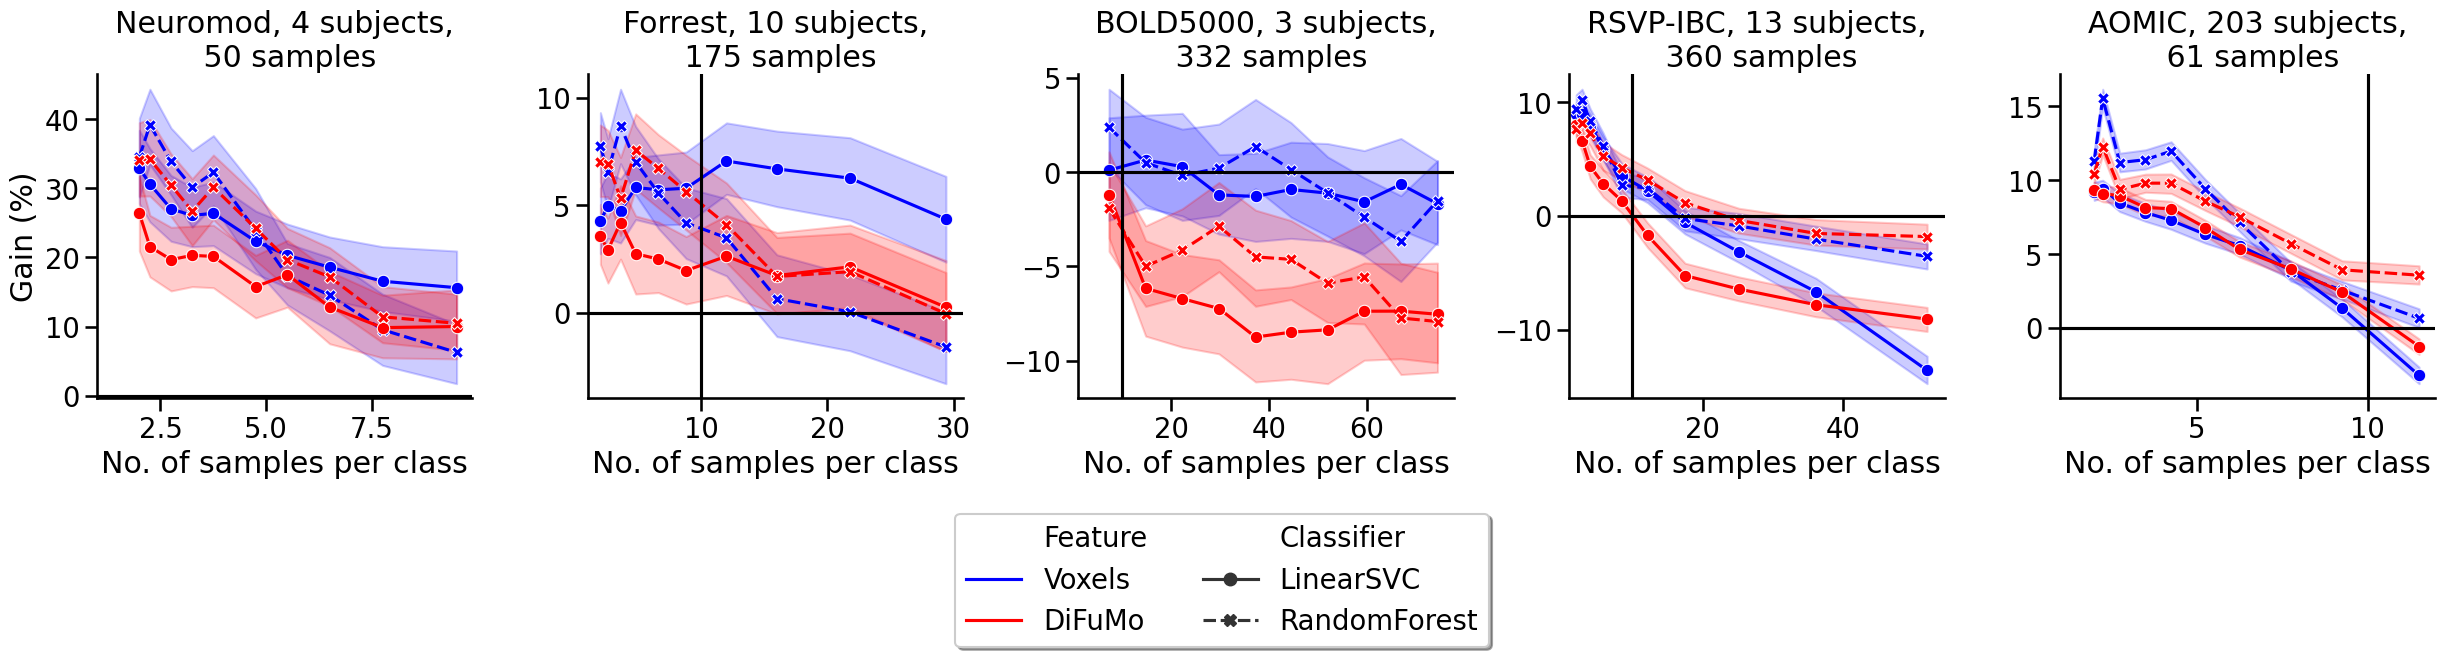 Neuromod, 4 subjects,
50 samples
Forrest, 10 subjects,
175 samples
BOLD5000, 3 subjects,
332 samples
RSVP-IBC, 13 subjects,
360 samples
AOMIC, 203 subjects,
61 samples
Gain (%)
40
30
20
10
0
2.5 5.0 7.5
No. of samples per class
10
5
0
10 20 30
No. of samples per class
5
0
−5
−10
20 40 60
No. of samples per class
10
0
−10
20 40
No. of samples per class
15
10
5
0
5 10
No. of samples per class
Feature
Voxels
DiFuMo
Classifier
LinearSVC
RandomForest